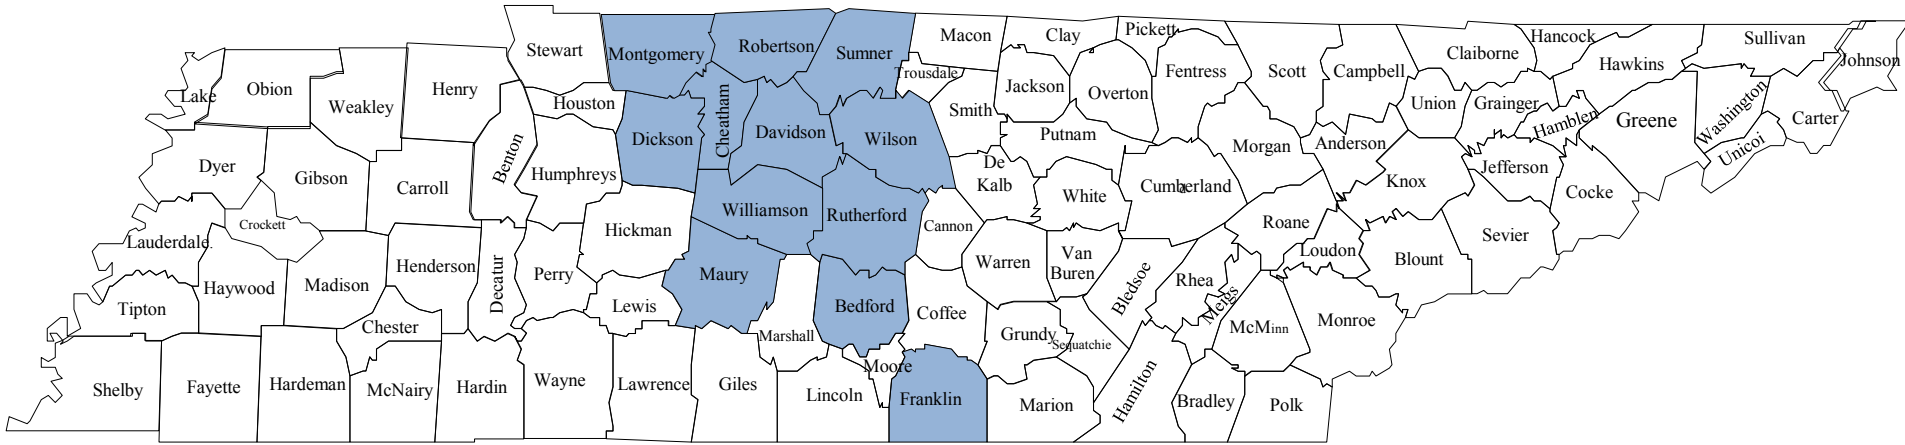 Stewart
Montgomery
Robertson
Sumner
Macon
Clay
Pickett
Scott
Campbell
Claiborne
Hancock
Hawkins
Sullivan
Johnson
Lake
Obion
Weakley
Henry
Houston
Cheatham
Trousdale
Jackson
Overton
Fentress
Union
Grainger
Hamblen
Greene
Washington
Carter
Unicoi
Dyer
Gibson
Carroll
Benton
Humphreys
Dickson
Davidson
Wilson
Smith
Putnam
De
Kalb
White
Cumberland
Morgan
Anderson
Knox
Jefferson
Cocke
Lauderdale.
Crockett
Haywood
Madison
Henderson
Decatur
Perry
Hickman
Williamson
Rutherford
Cannon
Warren
Van
Buren
Bledsoe
Rhea
Meigs
Roane
Loudon
Blount
Sevier
Tipton
Chester
Lewis
Maury
Marshall
Bedford
Coffee
Grundy
Sequatchie
McMinn
Monroe
Shelby
Fayette
Hardeman
McNairy
Hardin
Wayne
Lawrence
Giles
Lincoln
Moore
Franklin
Marion
Hamilton
Bradley
Polk